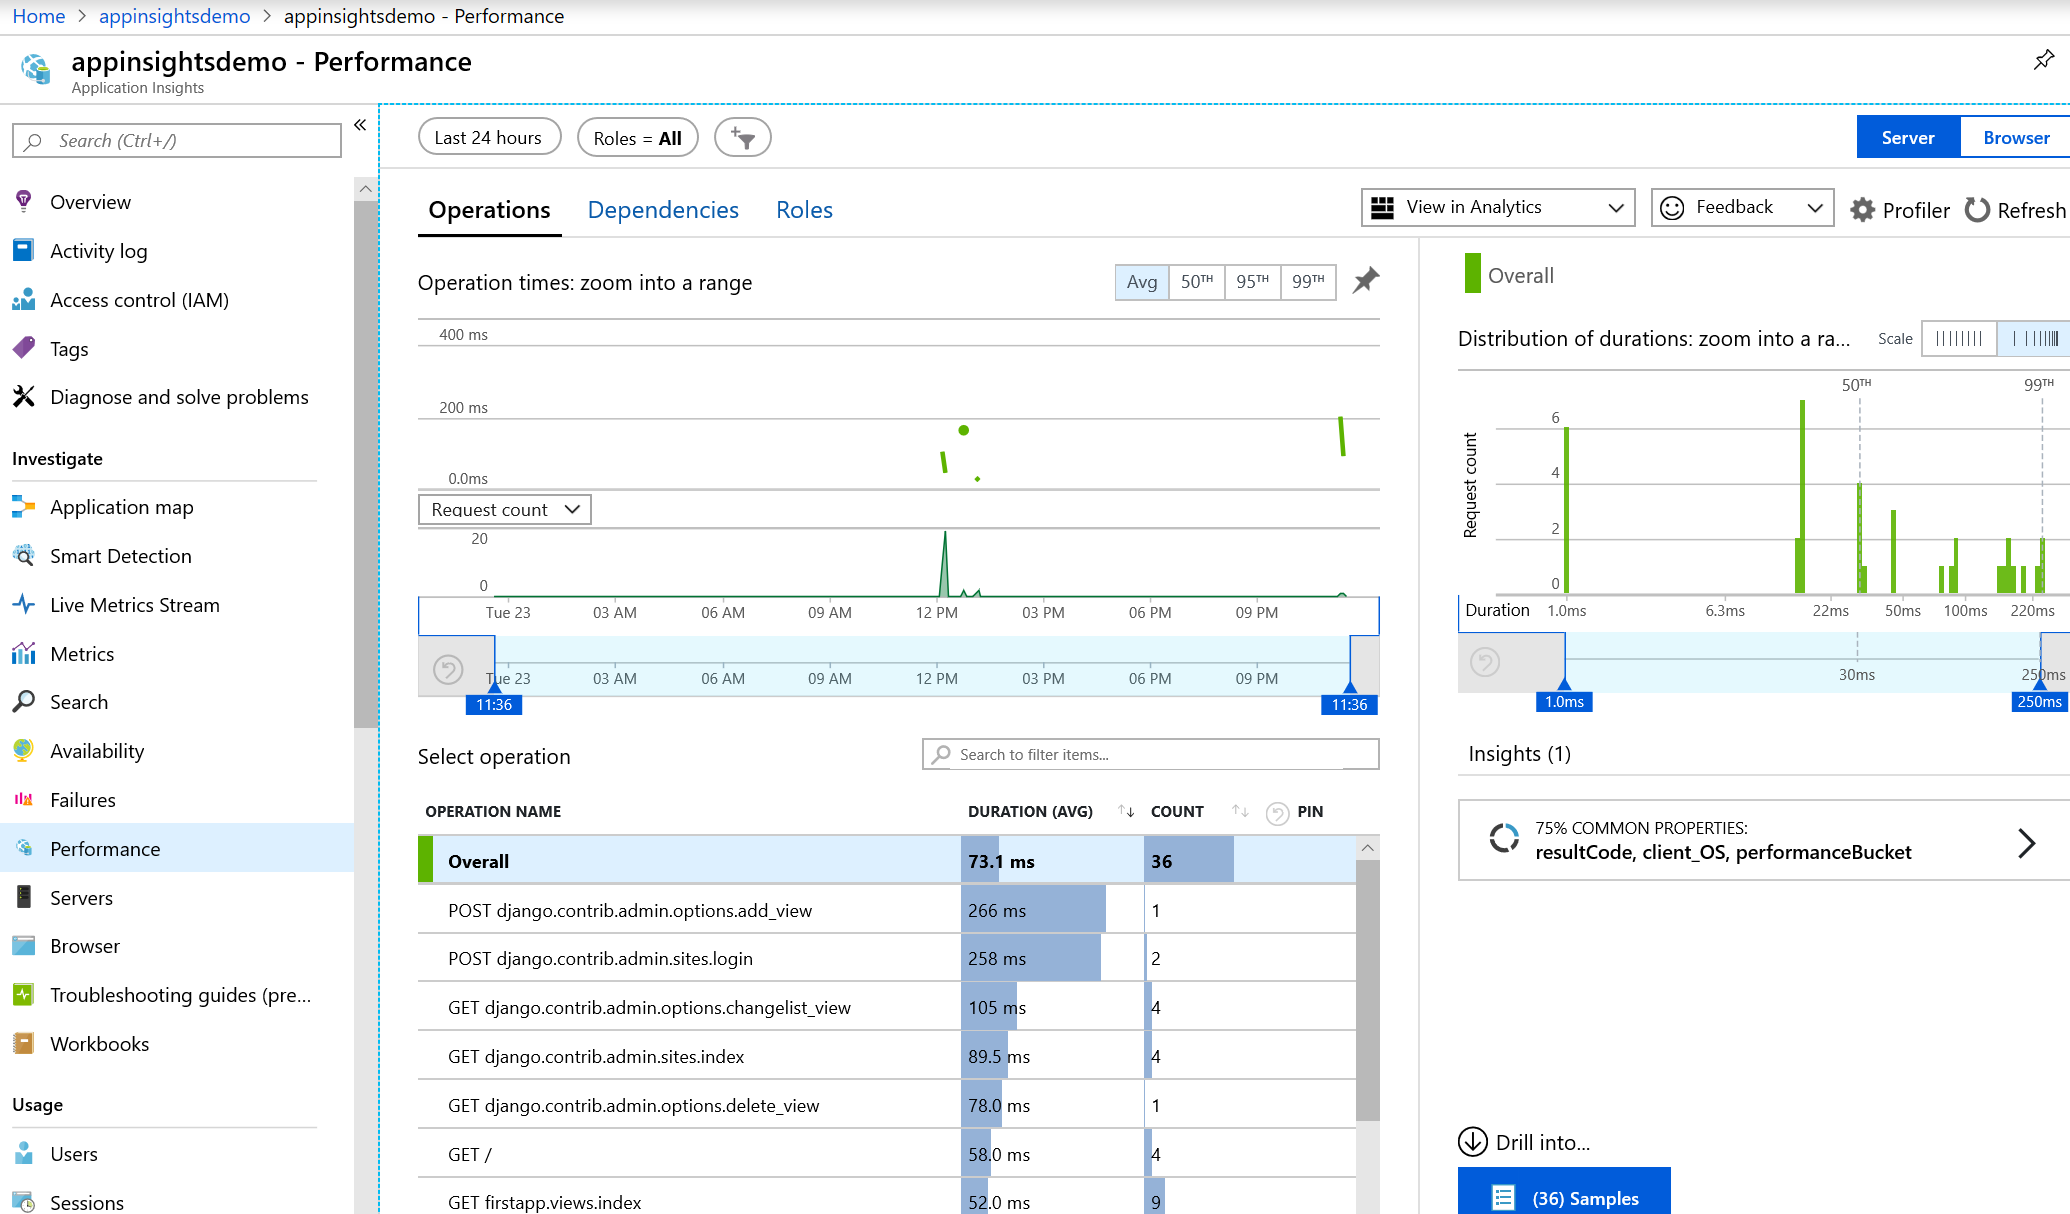 Home > appinsightsdemo > appinsightsdemo - Performance
appinsightsdemo - Performance
Application Insights
Search (Ctrl+/)
«
Overview
Activity log
Access control (IAM)
Tags
Diagnose and solve problems
Investigate
Application map
Smart Detection
Live Metrics Stream
Metrics
Search
Availability
Failures
Performance
Servers
Browser
Troubleshooting guides (pre...
Workbooks
Usage
Users
Sessions
Last 24 hours
Roles = All
Server
Browser
Operations
Dependencies
Roles
View in Analytics
Feedback
Profiler
Refresh
Operation times: zoom into a range
Avg 50TH 95TH 99TH
400 ms
200 ms
0.0ms
Request count
20
0
Tue 23 03 AM 06 AM 09 AM 12 PM 03 PM 06 PM 09 PM
Tue 23 03 AM 06 AM 09 AM 12 PM 03 PM 06 PM 09 PM
11:36 11:36
Select operation
Search to filter items...
OPERATION NAME DURATION (AVG) COUNT PIN
Overall 73.1 ms 36
POST django.contrib.admin.options.add_view 266 ms 1
POST django.contrib.admin.sites.login 258 ms 2
GET django.contrib.admin.options.changelist_view 105 ms 4
GET django.contrib.admin.sites.index 89.5 ms 4
GET django.contrib.admin.options.delete_view 78.0 ms 1
GET / 58.0 ms 4
GET firstapp.views.index 52.0 ms 9
Overall
Distribution of durations: zoom into a ra...
Scale
50TH 99TH
Request count
6
4
2
0
Duration 1.0ms 6.3ms 22ms 50ms 100ms 220ms
30ms 250ms
1.0ms 250ms
Insights (1)
75% COMMON PROPERTIES:
resultCode, client_OS, performanceBucket
Drill into...
(36) Samples